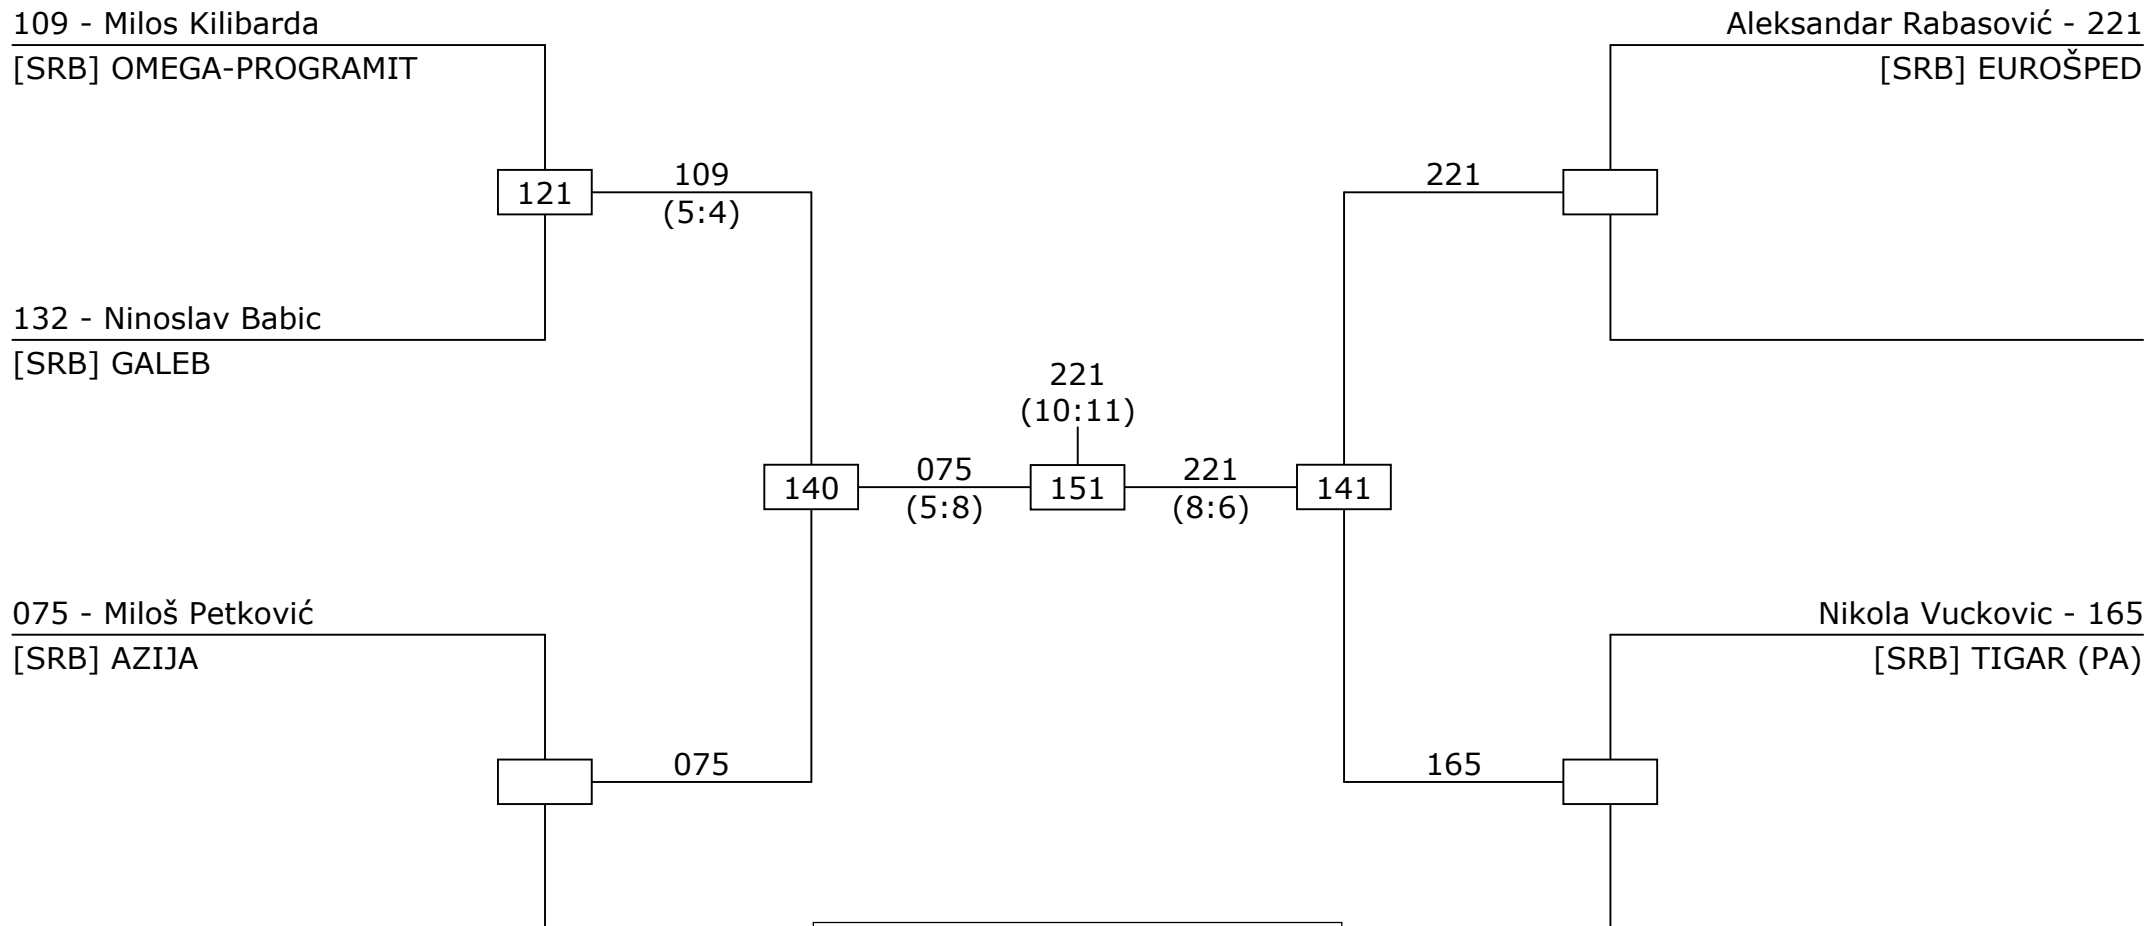 109 - Milos Kilibarda
[SRB] OMEGA-PROGRAMIT
Aleksandar Rabasović - 221
[SRB] EUROŠPED
121
109
(5:4)
221
132 - Ninoslav Babic
[SRB] GALEB
221
(10:11)
140
075
(5:8)
151
221
(8:6)
141
075 - Miloš Petković
[SRB] AZIJA
Nikola Vuckovic - 165
[SRB] TIGAR (PA)
075
165